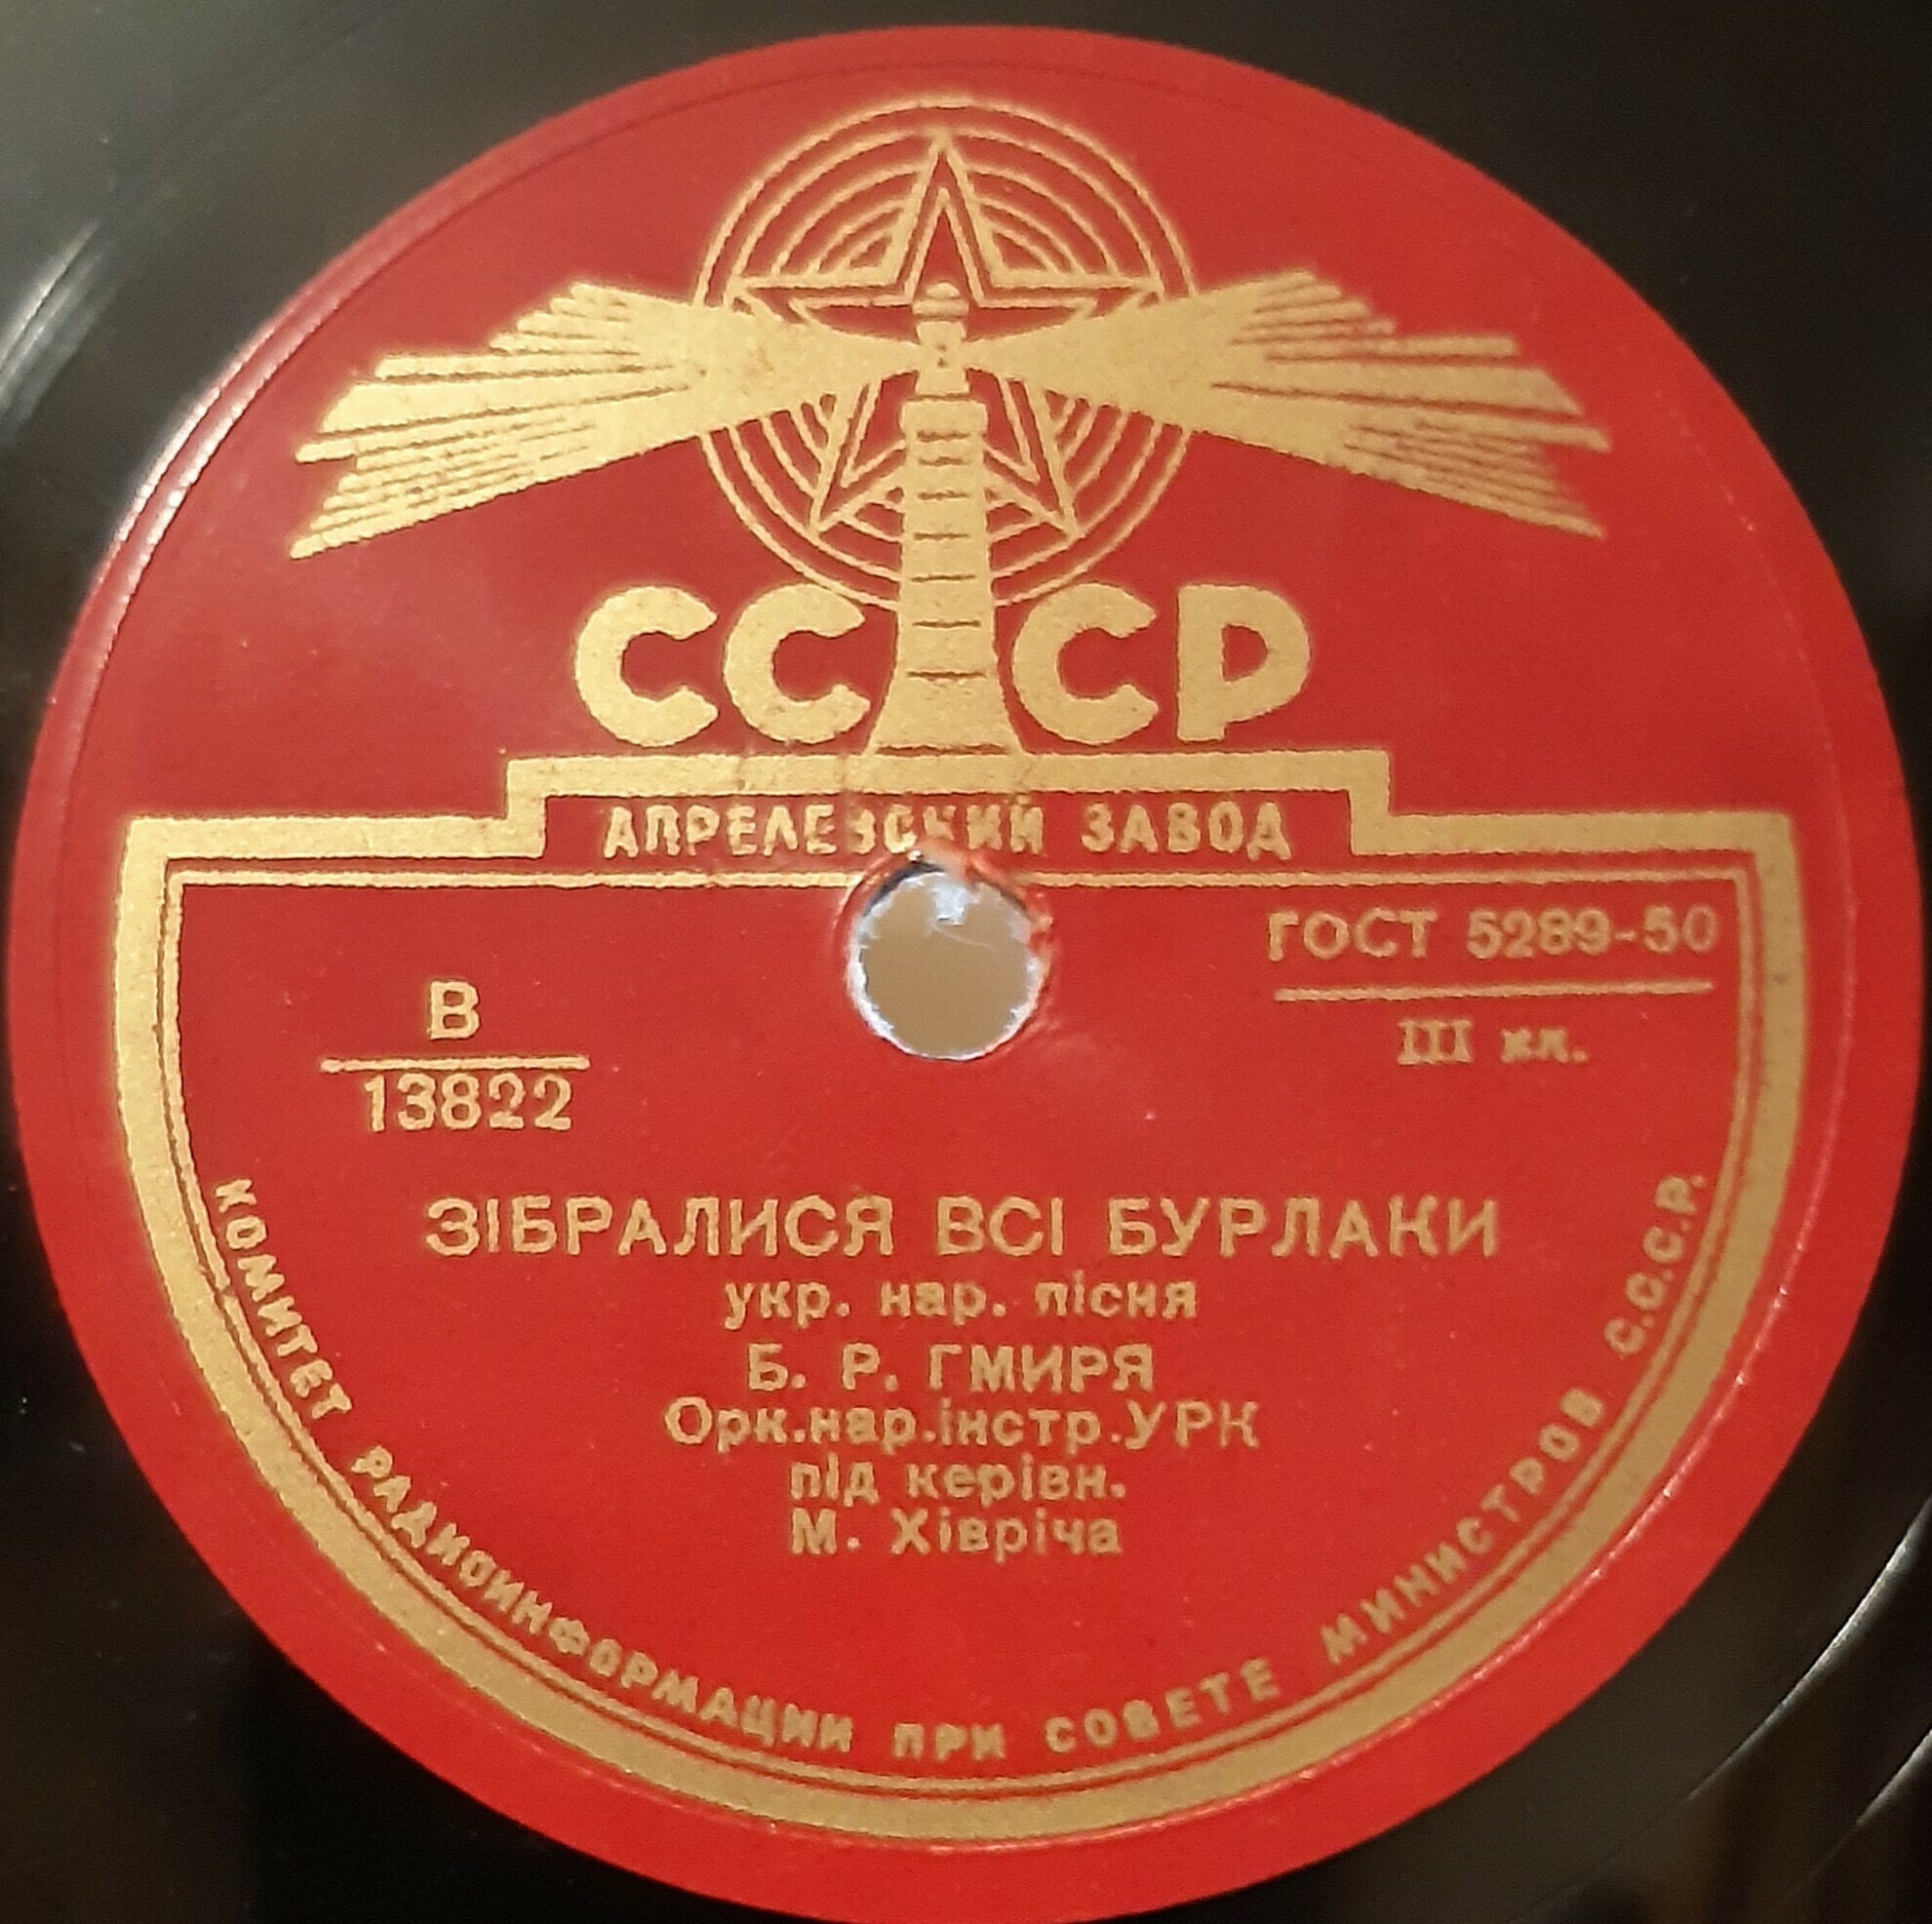 СССР
АПРЕЛЕВСКИЙ ЗАВОД
ГОСТ 5289-50
III кл.
В
13822
ЗІБРАЛИСЯ ВСІ БУРЛАКИ
укр. нар. пісня
Б. Р. ГМИРЯ
Орк.нар.інстр.УРК
під керівн.
М. Хівріча
КОМИТЕТ РАДИОИНФОРМАЦИИ ПРИ СОВЕТЕ МИНИСТРОВ С.С.С.Р.